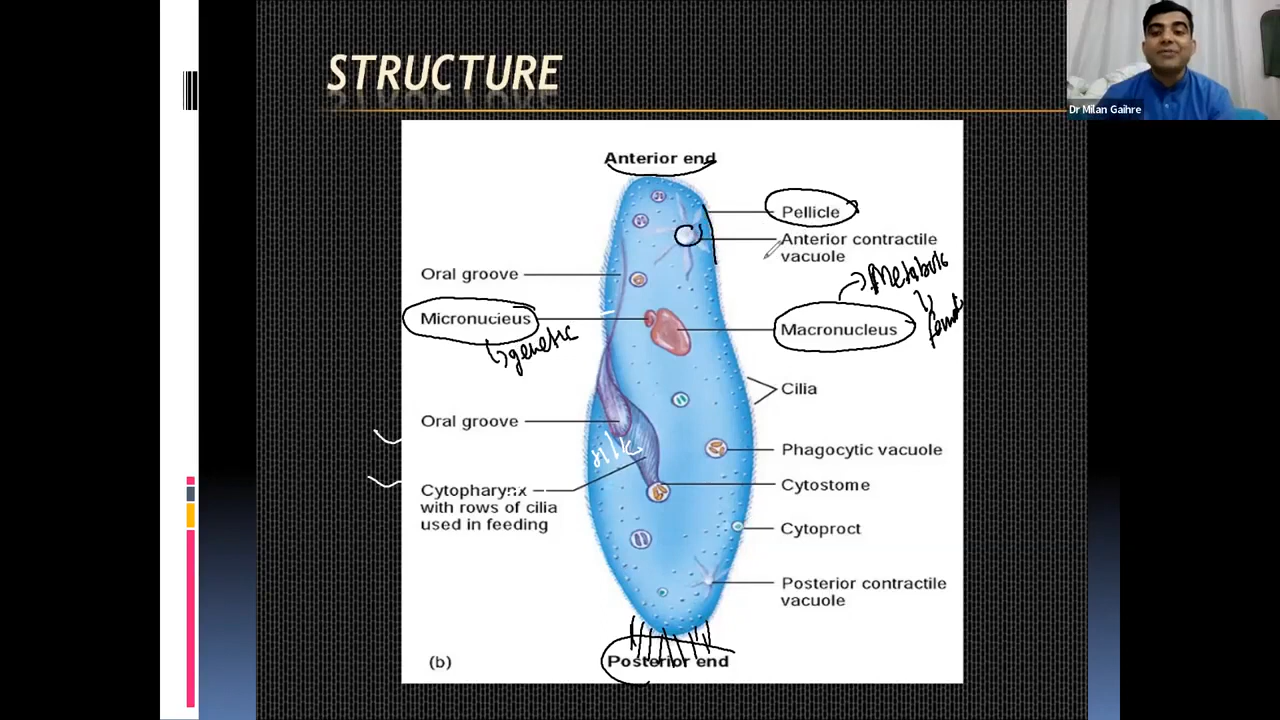 STRUCTURE
Dr Milan Gaihre
Anterior end
Pellicle
Anterior contractile
vacuole
Metabolic
Oral groove
Micronucieus
genetic
Macronucleus
Cilia
Oral groove
Phagocytic vacuole
Cytopharynx
with rows of cilia
used in feeding
Cytostome
Cytoproct
Posterior contractile
vacuole
(b)
Posterior end